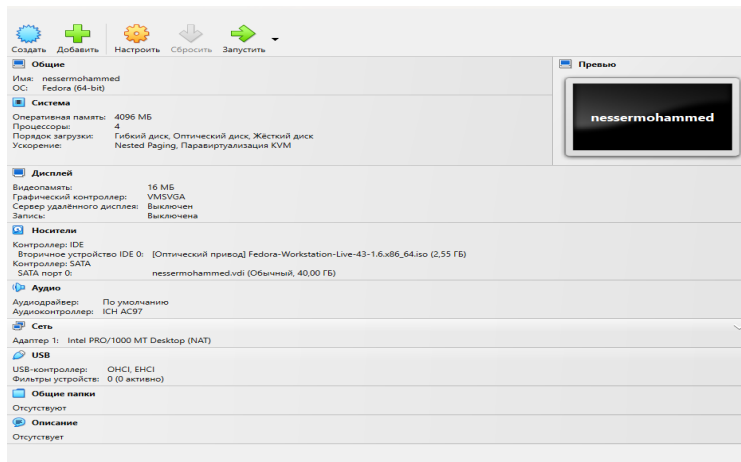 Создать Добавить Настроить Сбросить Запустить
Общие
Имя: nessermohammed
ОС: Fedora (64-bit)
Превью
nessermohammed
Система
Оперативная память: 4096 МБ
Процессоры: 4
Порядок загрузки: Гибкий диск, Оптический диск, Жёсткий диск
Ускорение: Nested Paging, Паравиртуализация KVM
Дисплей
Видеопамять: 16 МБ
Графический контроллер: VMSVGA
Сервер удалённого дисплея: Выключен
Запись: Выключена
Носители
Контроллер: IDE
Вторичное устройство IDE 0: [Оптический привод] Fedora-Workstation-Live-43-1.6.x86_64.iso (2,55 ГБ)
Контроллер: SATA
SATA порт 0: nessermohammed.vdi (Обычный, 40,00 ГБ)
Аудио
Аудиодрайвер: По умолчанию
Аудиоконтроллер: ICH AC97
Сеть
Адаптер 1: Intel PRO/1000 MT Desktop (NAT)
USB
USB-контроллер: OHCI, EHCI
Фильтры устройств: 0 (0 активно)
Общие папки
Отсутствуют
Описание
Отсутствует